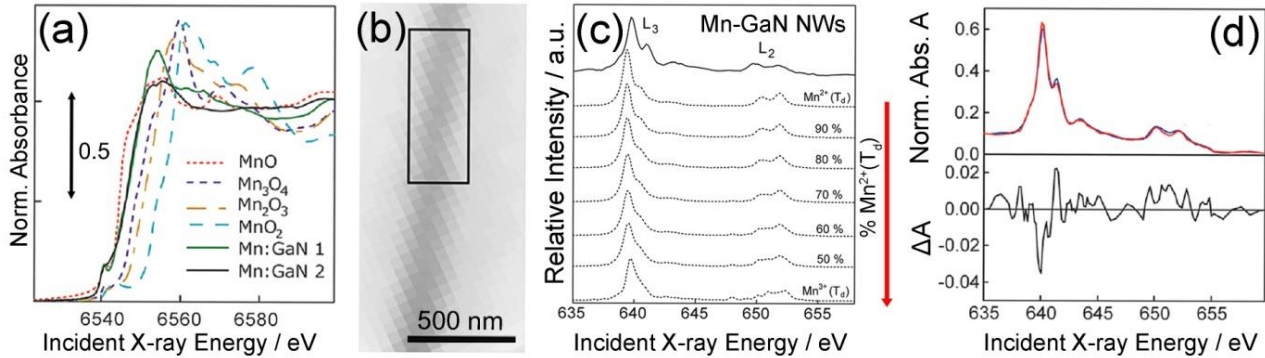 (a)
Norm. Absorbance
0.5
MnO
Mn3O4
Mn2O3
MnO2
Mn:GaN 1
Mn:GaN 2
6540 6560 6580
Incident X-ray Energy / eV
(b)
500 nm
(c)
Mn-GaN NWs
L3
L2
Relative Intensity / a.u.
Mn2+(Td)
90 %
80 %
70 %
60 %
50 %
Mn3+(Td)
% Mn2+(Td)
635 640 645 650 655
Incident X-ray Energy / eV
(d)
Norm. Abs. A
0.6
0.4
0.2
0.0
ΔA
0.02
0.00
-0.02
-0.04
635 640 645 650 655
Incident X-ray Energy / eV